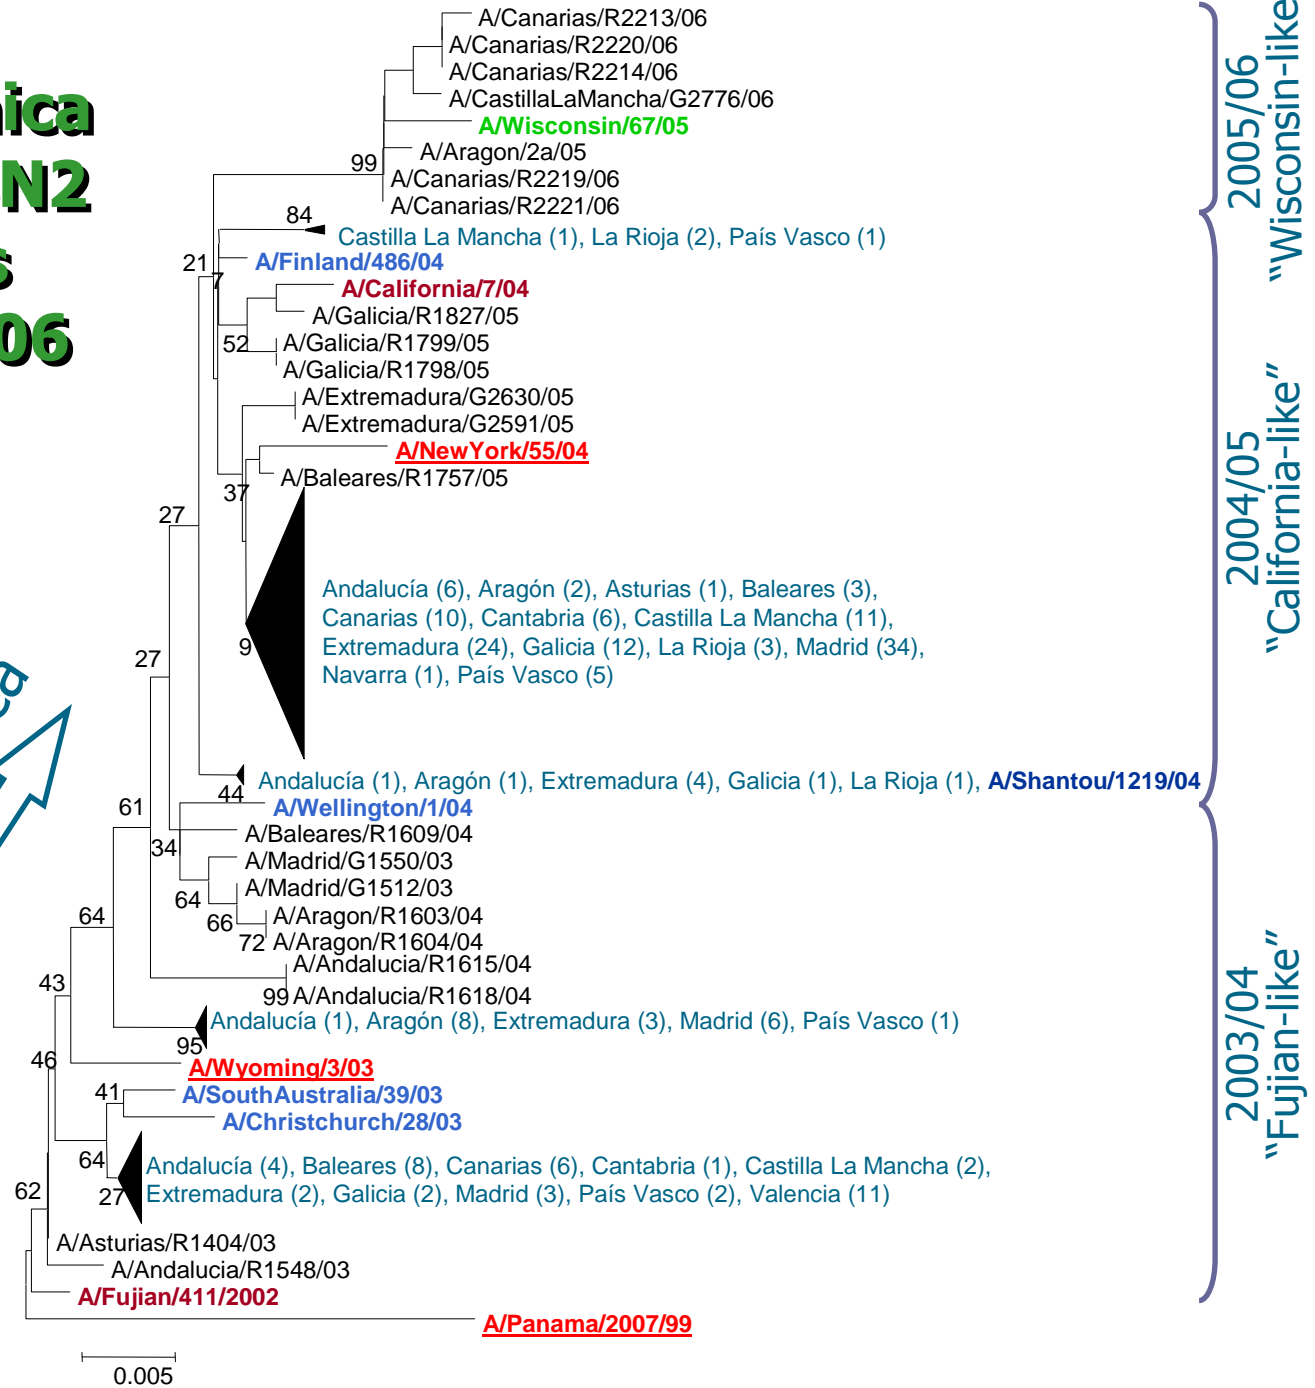 A/Canarias/R2213/06
A/Canarias/R2220/06
A/Canarias/R2214/06
A/CastillaLaMancha/G2776/06
A/Wisconsin/67/05
A/Aragon/2a/05
99
A/Canarias/R2219/06
A/Canarias/R2221/06
84
Castilla La Mancha (1), La Rioja (2), País Vasco (1)
21
A/Finland/486/04
7
A/California/7/04
A/Galicia/R1827/05
52
A/Galicia/R1799/05
A/Galicia/R1798/05
A/Extremadura/G2630/05
A/Extremadura/G2591/05
A/NewYork/55/04
A/Baleares/R1757/05
37
27
Andalucía (6), Aragón (2), Asturias (1), Baleares (3),
Canarias (10), Cantabria (6), Castilla La Mancha (11),
Extremadura (24), Galicia (12), La Rioja (3), Madrid (34),
Navarra (1), País Vasco (5)
9
27
Andalucía (1), Aragón (1), Extremadura (4), Galicia (1), La Rioja (1), A/Shantou/1219/04
44
A/Wellington/1/04
61
A/Baleares/R1609/04
34
A/Madrid/G1550/03
A/Madrid/G1512/03
64
A/Aragon/R1603/04
66
A/Aragon/R1604/04
72
64
A/Andalucia/R1615/04
A/Andalucia/R1618/04
99
43
Andalucía (1), Aragón (8), Extremadura (3), Madrid (6), País Vasco (1)
95
46
A/Wyoming/3/03
A/SouthAustralia/39/03
41
A/Christchurch/28/03
64
Andalucía (4), Baleares (8), Canarias (6), Cantabria (1), Castilla La Mancha (2),
Extremadura (2), Galicia (2), Madrid (3), País Vasco (2), Valencia (11)
27
62
A/Asturias/R1404/03
A/Andalucia/R1548/03
A/Fujian/411/2002
A/Panama/2007/99
0.005
2005/06
"Wisconsin-like
2004/05
"California-like"
2003/04
"Fujian-like"
ica
N2
s
06